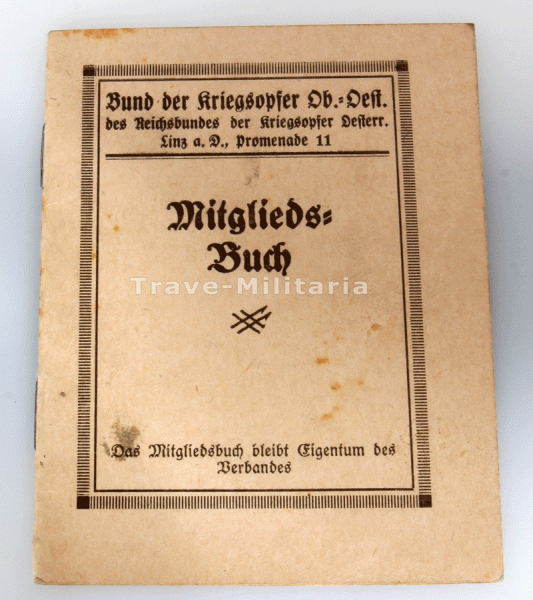 Bund der Kriegsopfer Ob.=Oest.
des Reichsbundes der Kriegsopfer Oesterr.
Linz a. D., Promenade 11
Mitglieds=
Buch
Trave-Militaria
Das Mitgliedsbuch bleibt Eigentum des
Verbandes